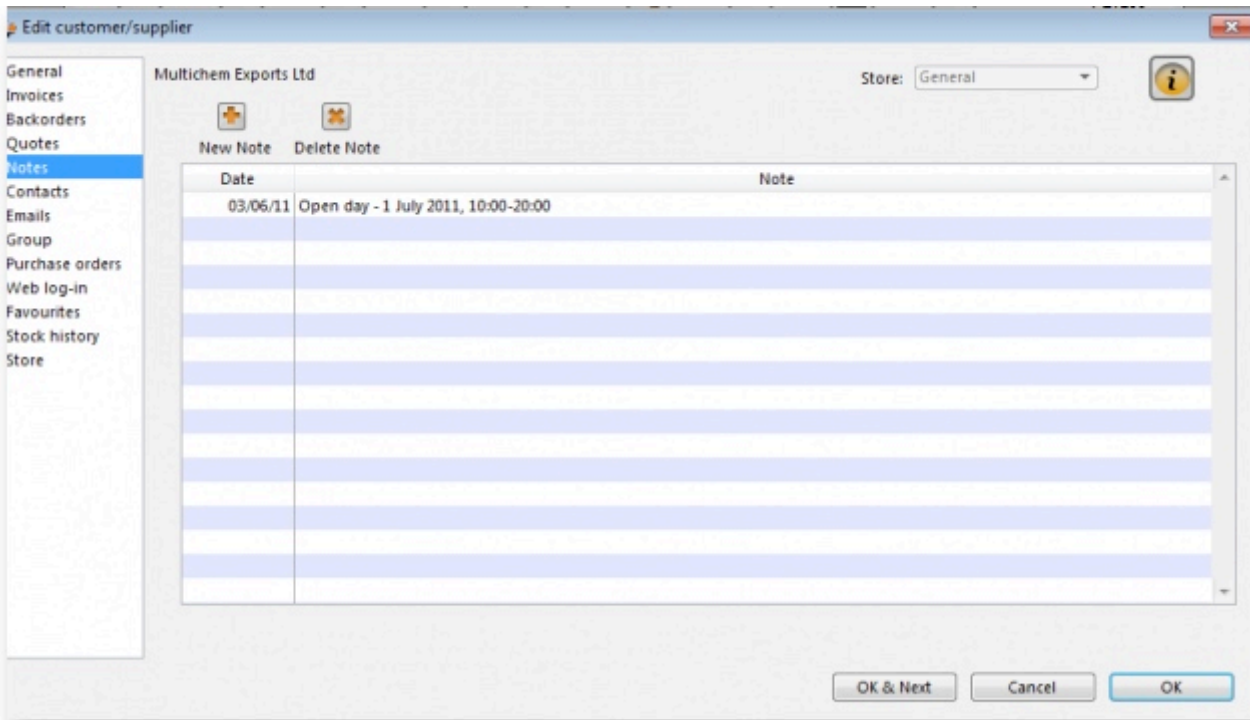 Edit customer/supplier
General
Invoices
Backorders
Quotes
Notes
Contacts
Emails
Group
Purchase orders
Web log-in
Favourites
Stock history
Store
Multichem Exports Ltd
Store: General
New Note Delete Note
Date Note
03/06/11 Open day - 1 July 2011, 10:00-20:00
OK & Next Cancel OK